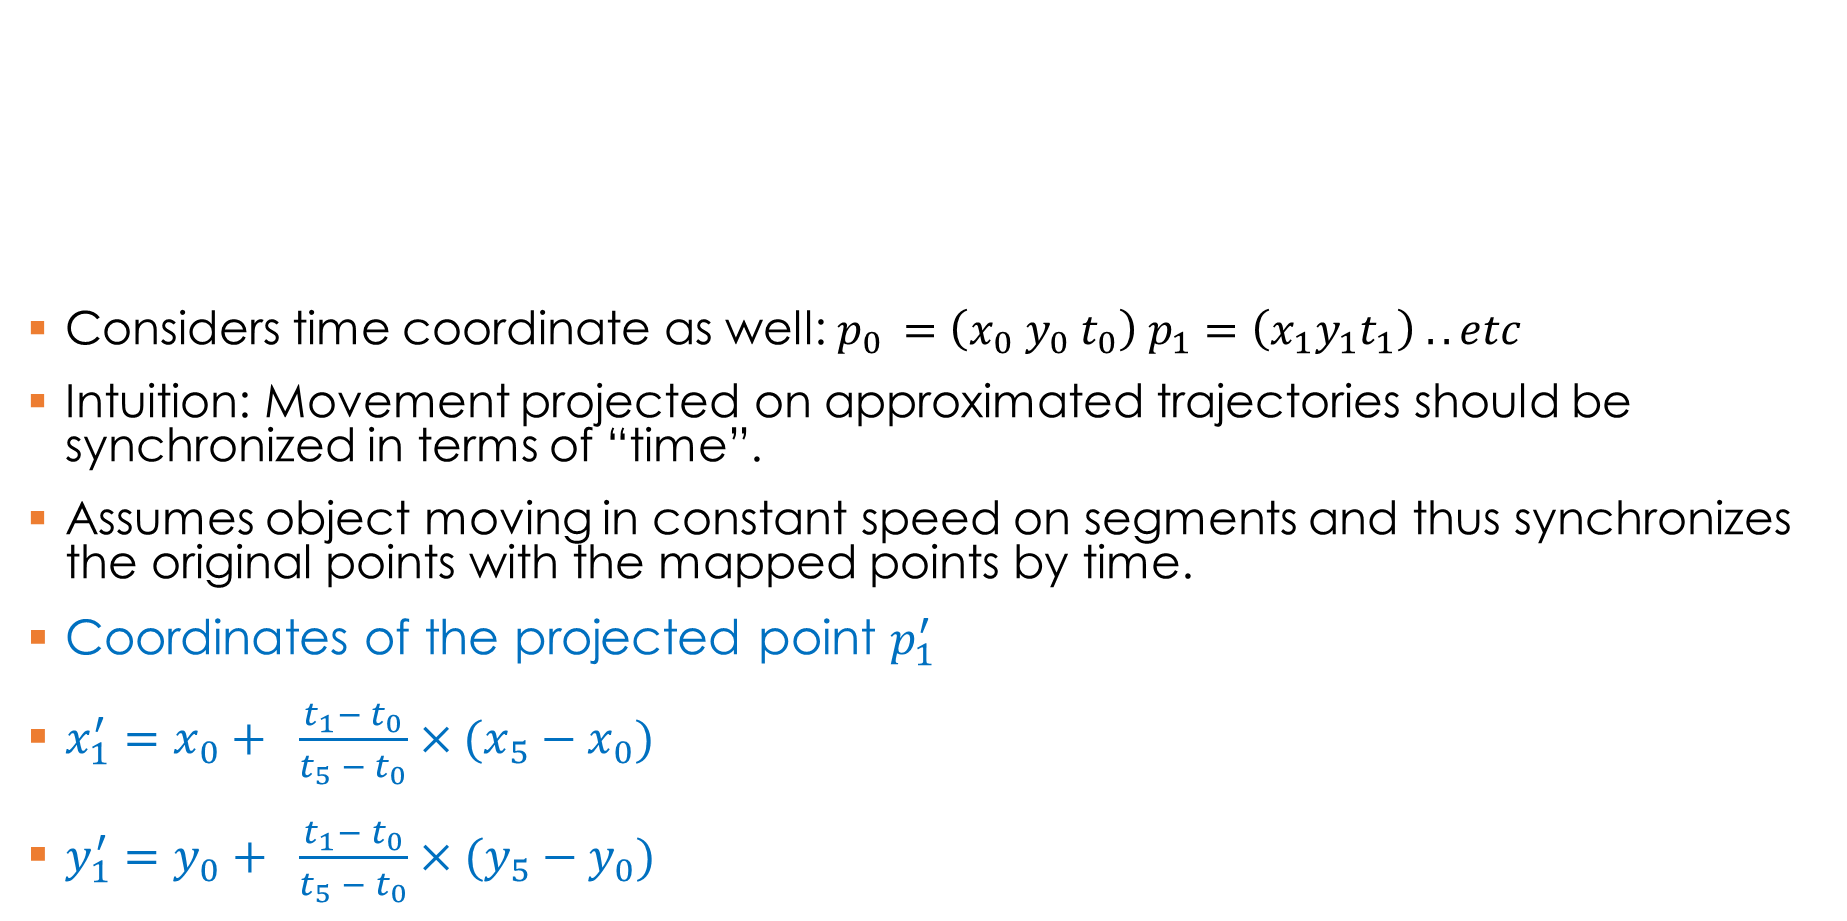 ▪ Considers time coordinate as well: p₀ = (x₀ y₀ t₀) p₁ = (x₁y₁t₁) .. etc
▪ Intuition: Movement projected on approximated trajectories should be
synchronized in terms of “time”.
▪ Assumes object moving in constant speed on segments and thus synchronizes
the original points with the mapped points by time.
▪ Coordinates of the projected point p₁′
▪ x₁′ = x₀ + (t₁ − t₀)/(t₅ − t₀) × (x₅ − x₀)
▪ y₁′ = y₀ + (t₁ − t₀)/(t₅ − t₀) × (y₅ − y₀)